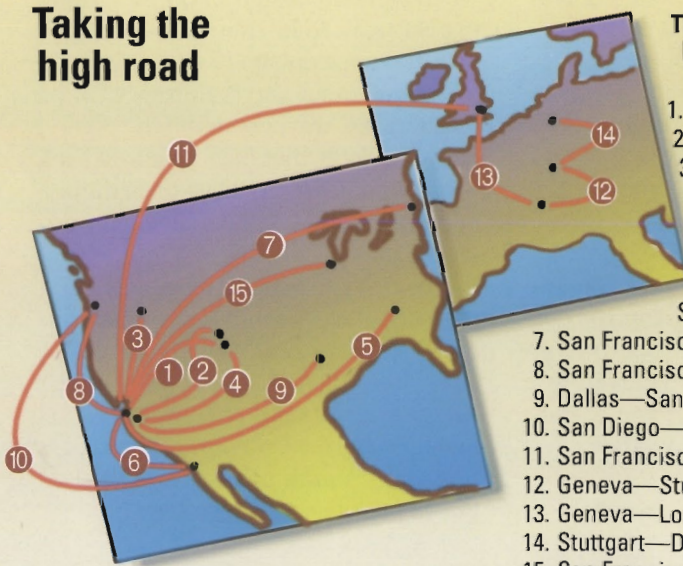 Taking the
high road
T
1.
2
3
11
14
13
12
7
15
3
5
1
2
4
8
9
10
6
S
7. San Francisc
8. San Francisc
9. Dallas—San
10. San Diego—
11. San Francisc
12. Geneva—Stu
13. Geneva—Lo
14. Stuttgart—D